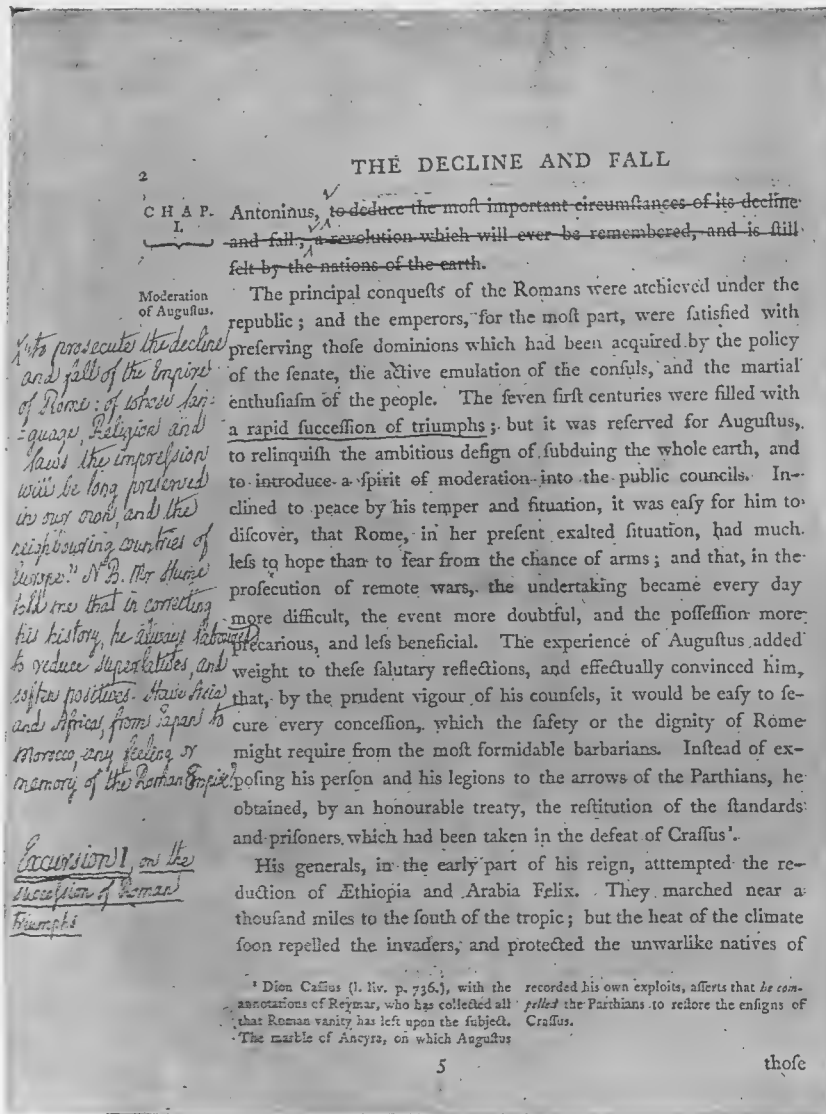 2
THE DECLINE AND FALL
CHAP.
I.
Antoninus, to deduce the moſt important circumſtances of its decline
and fall; a revolution which will ever be remembered, and is ſtill
felt by the nations of the earth.
Moderation
of Auguſtus.
The principal conqueſts of the Romans were atchieved under the
republic; and the emperors, for the moſt part, were ſatisfied with
preſerving thoſe dominions which had been acquired by the policy
of the ſenate, the active emulation of the conſuls, and the martial
enthuſiaſm of the people. The ſeven firſt centuries were filled with
a rapid ſucceſſion of triumphs; but it was reſerved for Auguſtus,
to relinquiſh the ambitious deſign of ſubduing the whole earth, and
to introduce a ſpirit of moderation into the public councils. In-
clined to peace by his temper and ſituation, it was eaſy for him to
diſcover, that Rome, in her preſent exalted ſituation, had much
leſs to hope than to fear from the chance of arms; and that, in the
proſecution of remote wars, the undertaking became every day
more difficult, the event more doubtful, and the poſſeſſion more
precarious, and leſs beneficial. The experience of Auguſtus added
weight to theſe ſalutary reflections, and effectually convinced him,
that, by the prudent vigour of his counſels, it would be eaſy to ſe-
cure every conceſſion, which the ſafety or the dignity of Rome
might require from the moſt formidable barbarians. Inſtead of ex-
poſing his perſon and his legions to the arrows of the Parthians, he
obtained, by an honourable treaty, the reſtitution of the ſtandards
and priſoners which had been taken in the defeat of Craſſus¹.
His generals, in the early part of his reign, atttempted the re-
duction of Æthiopia and Arabia Felix. They marched near a
thouſand miles to the ſouth of the tropic; but the heat of the climate
ſoon repelled the invaders, and protected the unwarlike natives of
"to prosecute the decline
and fall of the Empire
of Rome: of whose lan:
:guage, Religion and
laws the impression
will be long preserved
in our own, and the
neighbouring countries of
Europe." N.B. Mr Hume
told me that in correcting
his history, he always laboured
to reduce superlatives, and
soften positives. Have Asia
and Africa, from Japan to
Morocco, any feeling or
memory of the Roman Empire?
Excursion I, on the
succession of Roman
Triumphs
¹ Dion Caſſius (l. liv. p. 736.), with the
annotations of Reymar, who has collected all
that Roman vanity has left upon the ſubject.
The marble of Ancyra, on which Auguſtus
recorded his own exploits, aſſerts that he com-
pelled the Parthians to reſtore the enſigns of
Craſſus.
5
thoſe